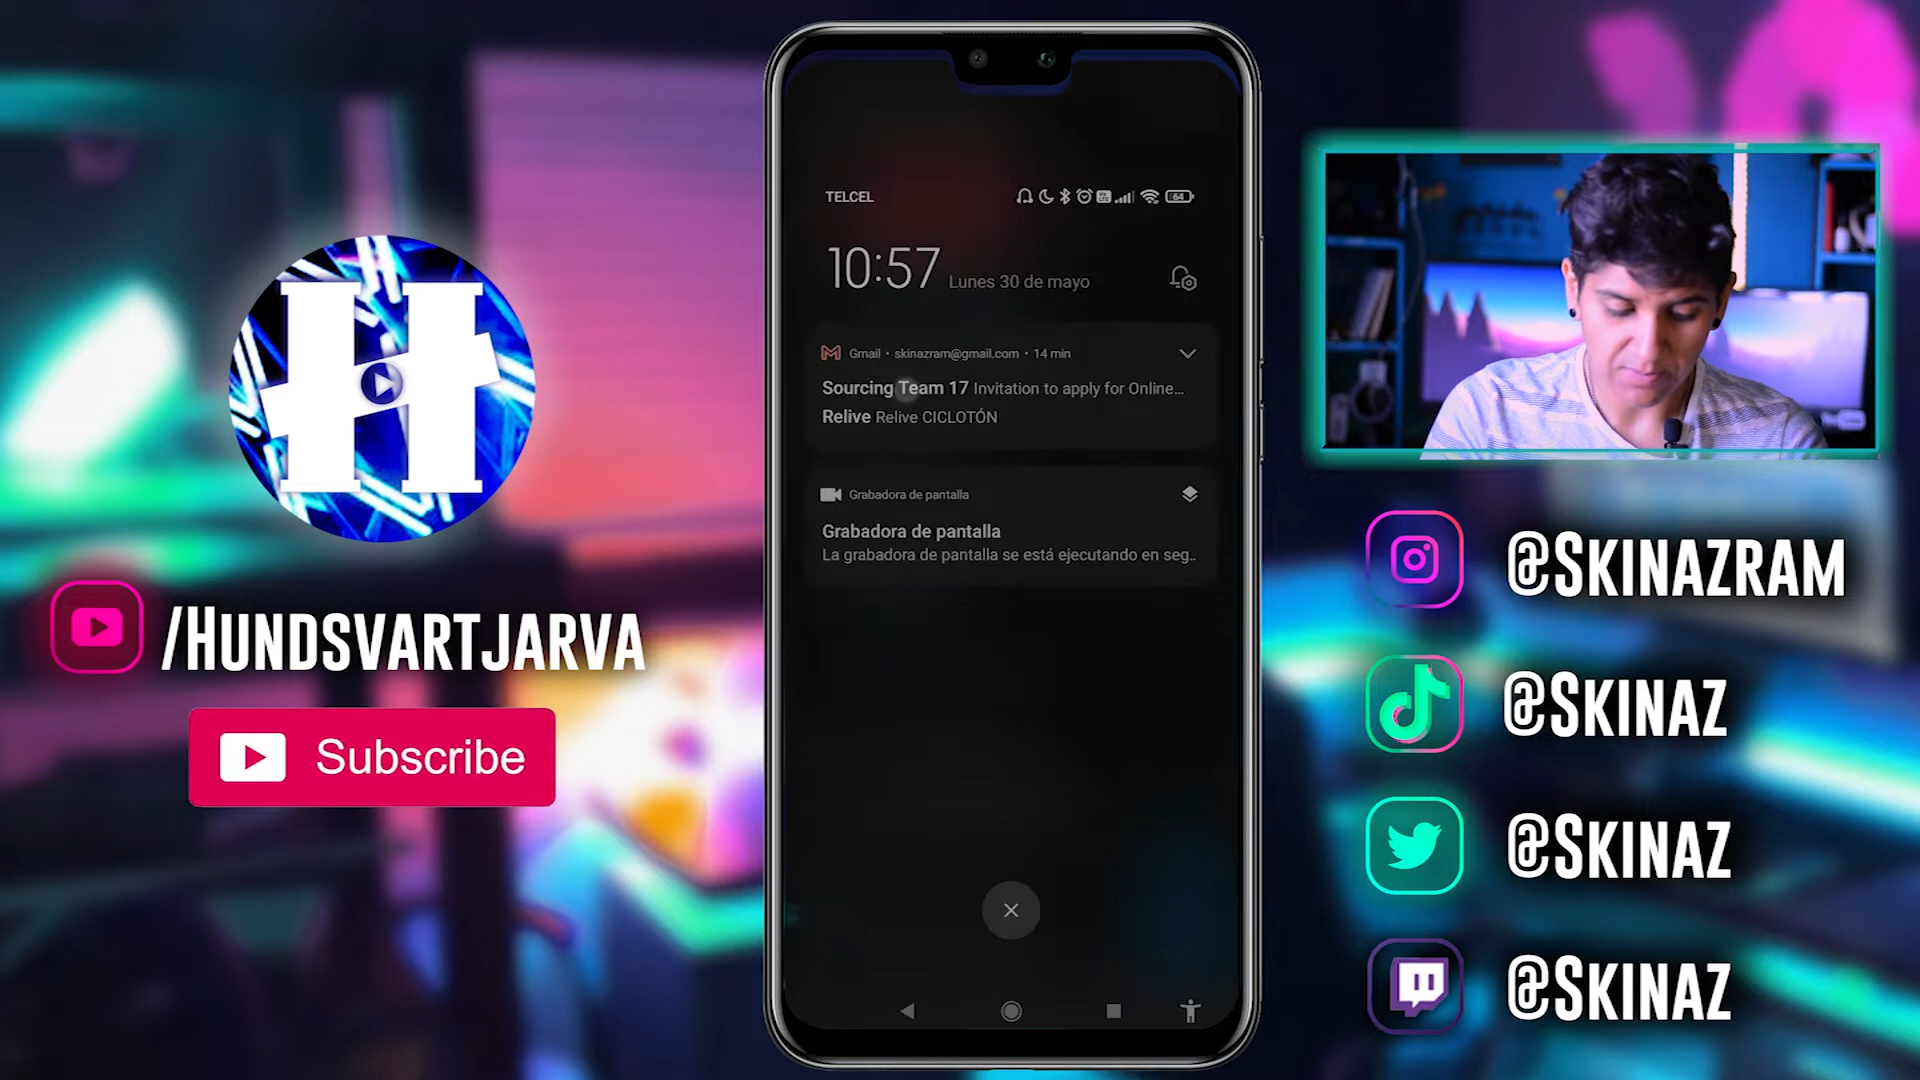 H
/HUNDSVARTJARVA
Subscribe
TELCEL
64
10:57 Lunes 30 de mayo
Gmail • skinazram@gmail.com • 14 min
Sourcing Team 17 Invitation to apply for Online...
Relive Relive CICLOTÓN
Grabadora de pantalla
Grabadora de pantalla
La grabadora de pantalla se está ejecutando en seg..
@SKINAZRAM
@SKINAZ
@SKINAZ
@SKINAZ